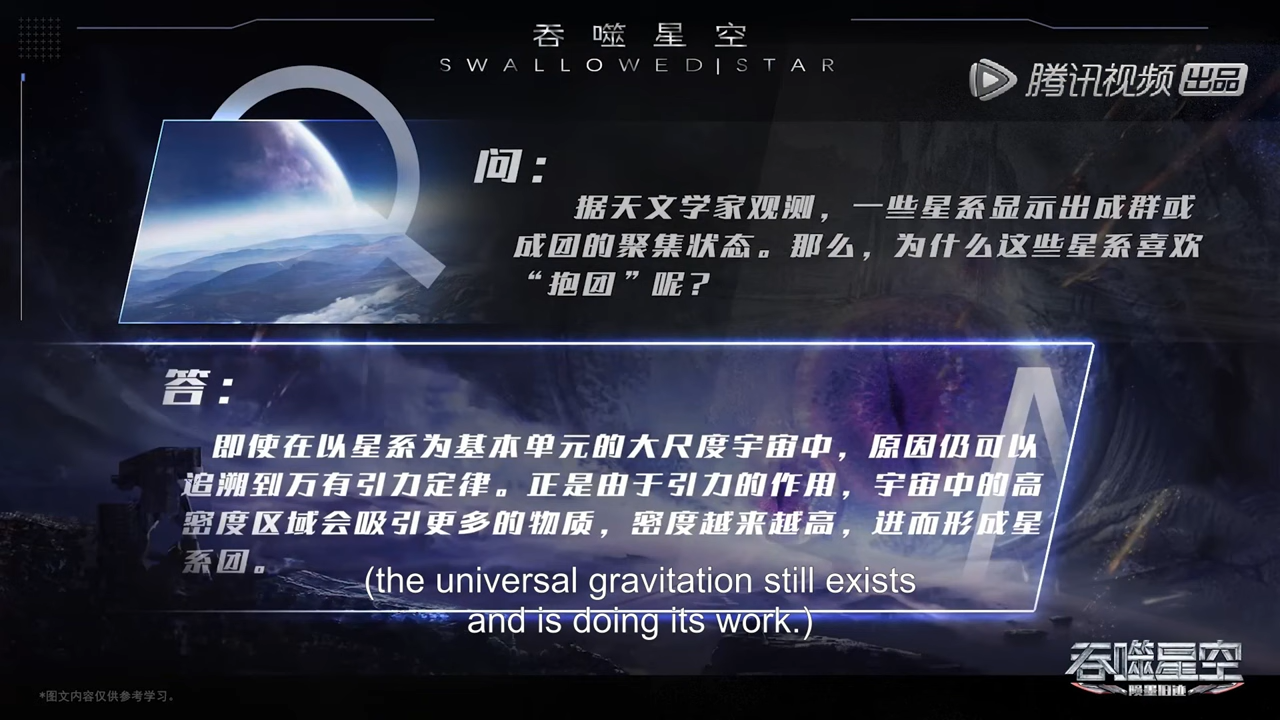 吞噬星空
SWALLOWED|STAR
腾讯视频 出品
问：
据天文学家观测，一些星系显示出成群或
成团的聚集状态。那么，为什么这些星系喜欢
“抱团”呢？
答：
即使在以星系为基本单元的大尺度宇宙中，原因仍可以
追溯到万有引力定律。正是由于引力的作用，宇宙中的高
密度区域会吸引更多的物质，密度越来越高，进而形成星
系团。
(the universal gravitation still exists
and is doing its work.)
吞噬星空
*图文内容仅供参考学习。